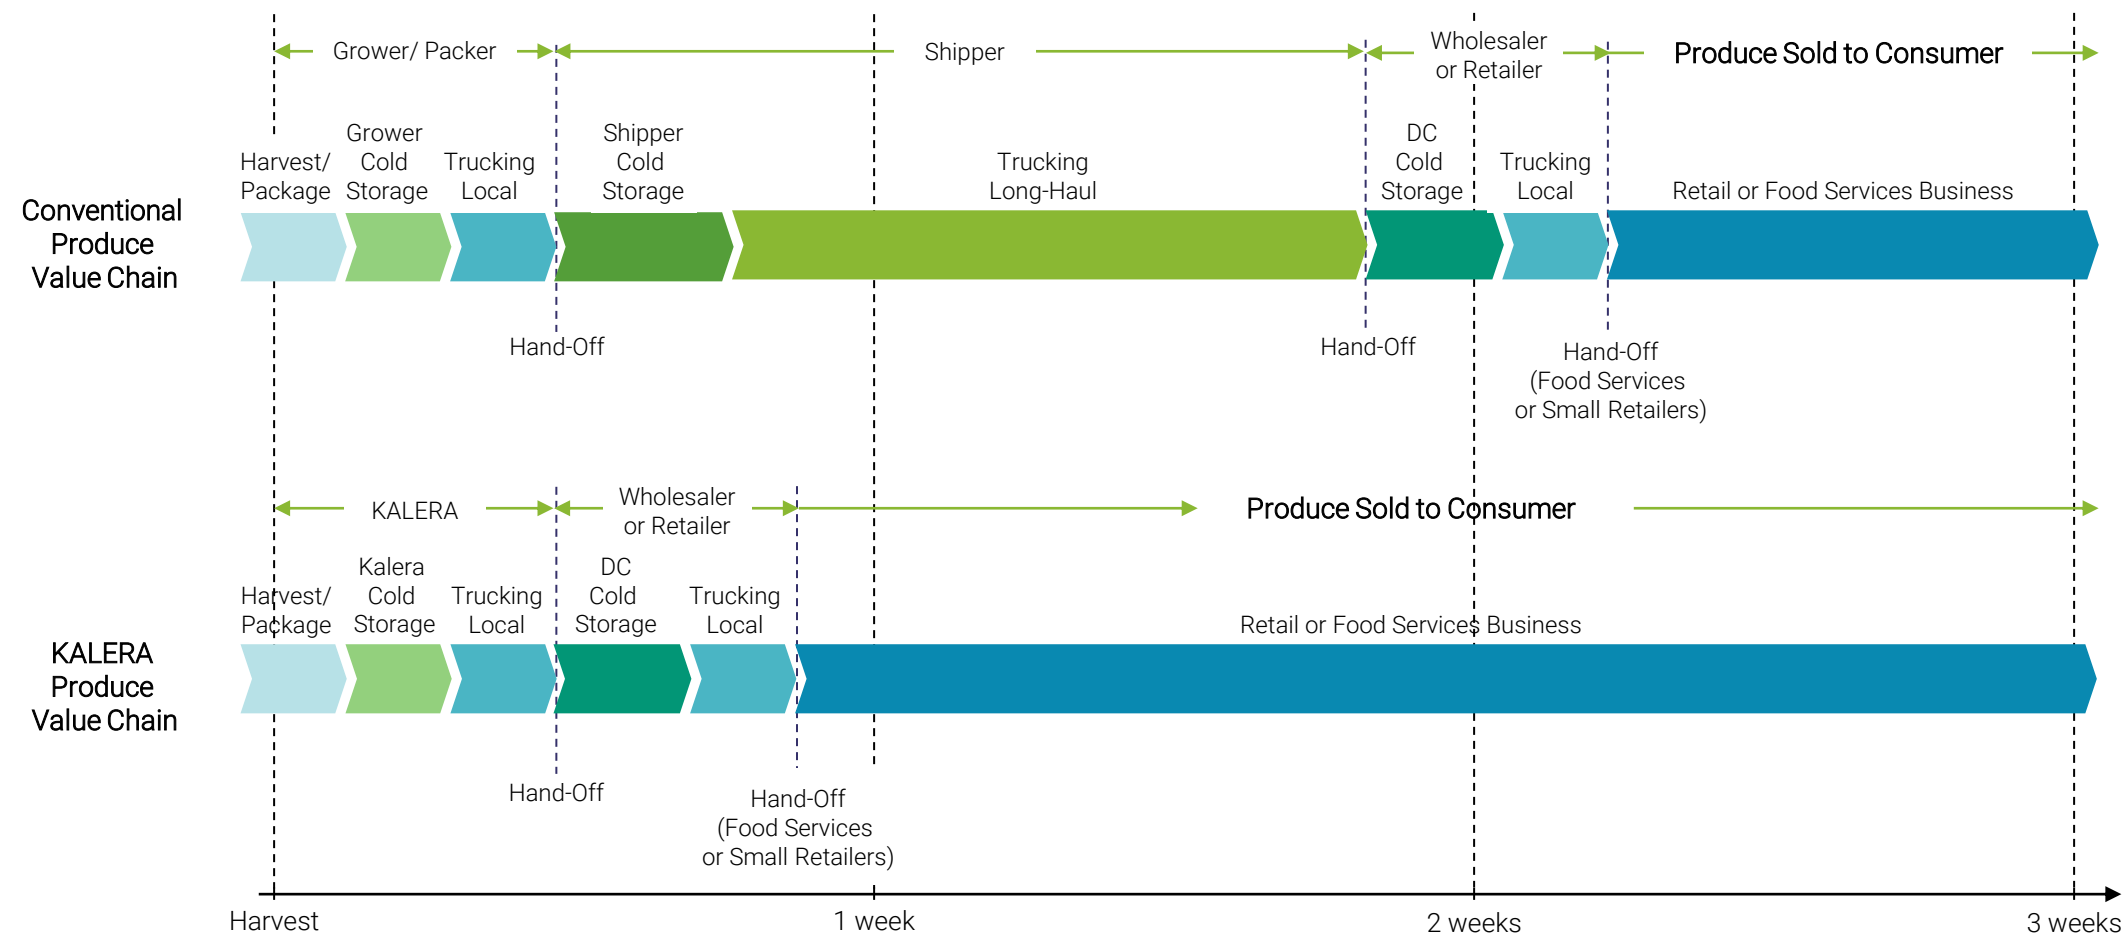 Grower/ Packer
Shipper
Wholesaler
or Retailer
Produce Sold to Consumer
Harvest/
Package
Grower
Cold
Storage
Trucking
Local
Shipper
Cold
Storage
Trucking
Long-Haul
DC
Cold
Storage
Trucking
Local
Retail or Food Services Business
Conventional
Produce
Value Chain
Hand-Off
Hand-Off
Hand-Off
(Food Services
or Small Retailers)
KALERA
Wholesaler
or Retailer
Produce Sold to Consumer
Harvest/
Package
Kalera
Cold
Storage
Trucking
Local
DC
Cold
Storage
Trucking
Local
Retail or Food Services Business
KALERA
Produce
Value Chain
Hand-Off
Hand-Off
(Food Services
or Small Retailers)
Harvest
1 week
2 weeks
3 weeks